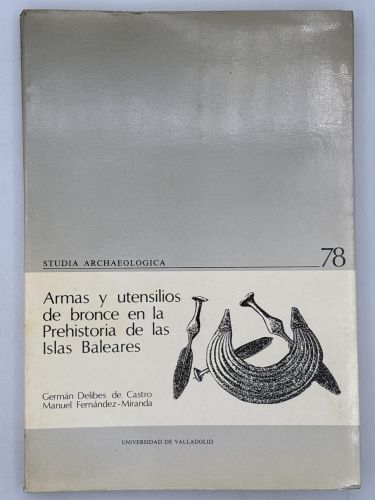 STUDIA ARCHAEOLOGICA 78
Armas y utensilios
de bronce en la
Prehistoria de las
Islas Baleares
Germán Delibes de Castro
Manuel Fernández-Miranda
UNIVERSIDAD DE VALLADOLID